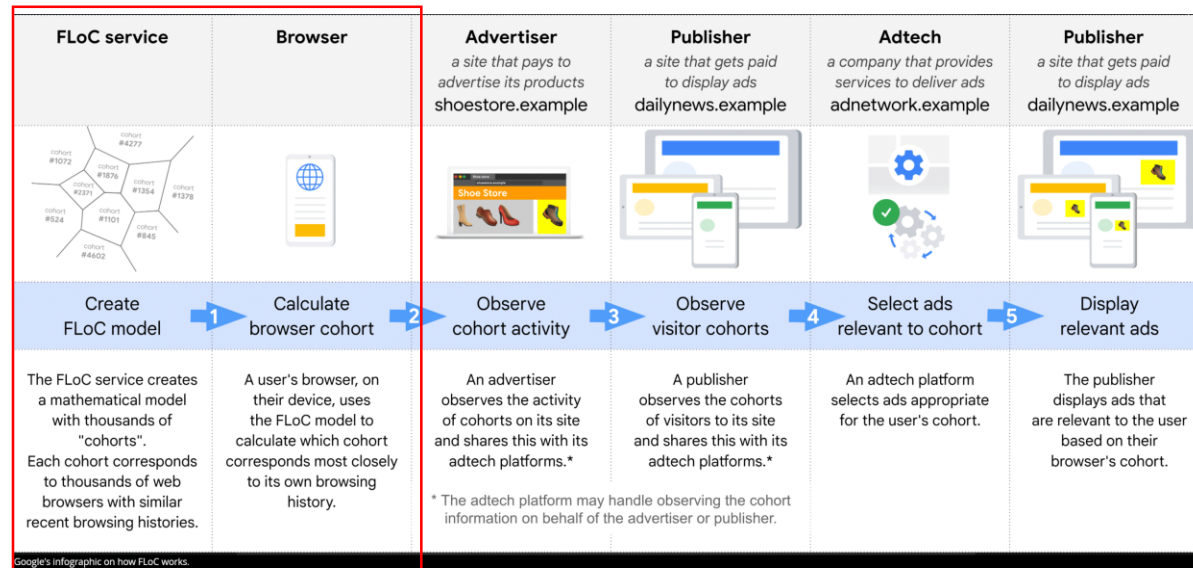 FLoC service
Browser
Advertiser
a site that pays to
advertise its products
shoestore.example
Publisher
a site that gets paid
to display ads
dailynews.example
Adtech
a company that provides
services to deliver ads
adnetwork.example
Publisher
a site that gets paid
to display ads
dailynews.example
cohort
#4277
cohort
#1072
cohort
#1876
cohort
#2371
cohort
#1354
cohort
#1378
cohort
#524
cohort
#1101
cohort
#845
cohort
#4602
Shoe store
shoestore.example
Shoe Store
Create
FLoC model
1
Calculate
browser cohort
2
Observe
cohort activity
3
Observe
visitor cohorts
4
Select ads
relevant to cohort
5
Display
relevant ads
The FLoC service creates
a mathematical model
with thousands of
"cohorts".
Each cohort corresponds
to thousands of web
browsers with similar
recent browsing histories.
A user's browser, on
their device, uses
the FLoC model to
calculate which cohort
corresponds most closely
to its own browsing
history.
An advertiser
observes the activity
of cohorts on its site
and shares this with its
adtech platforms.*
A publisher
observes the cohorts
of visitors to its site
and shares this with its
adtech platforms.*
An adtech platform
selects ads appropriate
for the user's cohort.
The publisher
displays ads that
are relevant to the user
based on their
browser's cohort.
* The adtech platform may handle observing the cohort
information on behalf of the advertiser or publisher.
Google's infographic on how FLoC works.